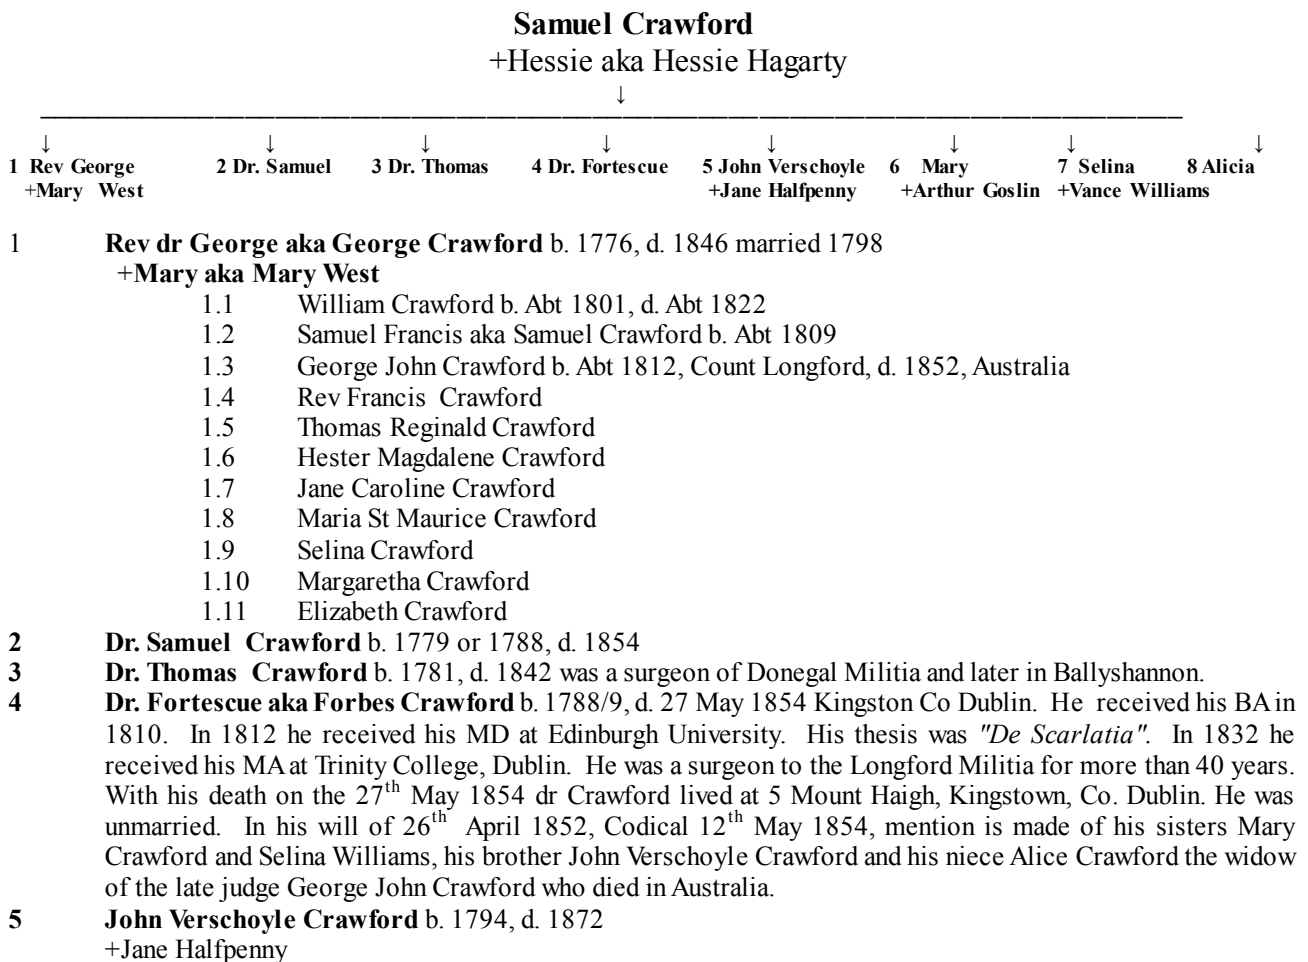 Samuel Crawford
+Hessie aka Hessie Hagarty
↓
↓ ↓ ↓ ↓ ↓ ↓ ↓ ↓
1 Rev George 2 Dr. Samuel 3 Dr. Thomas 4 Dr. Fortescue 5 John Verschoyle 6 Mary 7 Selina 8 Alicia
+Mary West +Jane Halfpenny +Arthur Goslin +Vance Williams
1 Rev dr George aka George Crawford b. 1776, d. 1846 married 1798
+Mary aka Mary West
1.1 William Crawford b. Abt 1801, d. Abt 1822
1.2 Samuel Francis aka Samuel Crawford b. Abt 1809
1.3 George John Crawford b. Abt 1812, Count Longford, d. 1852, Australia
1.4 Rev Francis Crawford
1.5 Thomas Reginald Crawford
1.6 Hester Magdalene Crawford
1.7 Jane Caroline Crawford
1.8 Maria St Maurice Crawford
1.9 Selina Crawford
1.10 Margaretha Crawford
1.11 Elizabeth Crawford
2 Dr. Samuel Crawford b. 1779 or 1788, d. 1854
3 Dr. Thomas Crawford b. 1781, d. 1842 was a surgeon of Donegal Militia and later in Ballyshannon.
4 Dr. Fortescue aka Forbes Crawford b. 1788/9, d. 27 May 1854 Kingston Co Dublin. He received his BA in
1810. In 1812 he received his MD at Edinburgh University. His thesis was "De Scarlatia". In 1832 he
received his MA at Trinity College, Dublin. He was a surgeon to the Longford Militia for more than 40 years.
With his death on the 27th May 1854 dr Crawford lived at 5 Mount Haigh, Kingstown, Co. Dublin. He was
unmarried. In his will of 26th April 1852, Codical 12th May 1854, mention is made of his sisters Mary
Crawford and Selina Williams, his brother John Verschoyle Crawford and his niece Alice Crawford the widow
of the late judge George John Crawford who died in Australia.
5 John Verschoyle Crawford b. 1794, d. 1872
+Jane Halfpenny